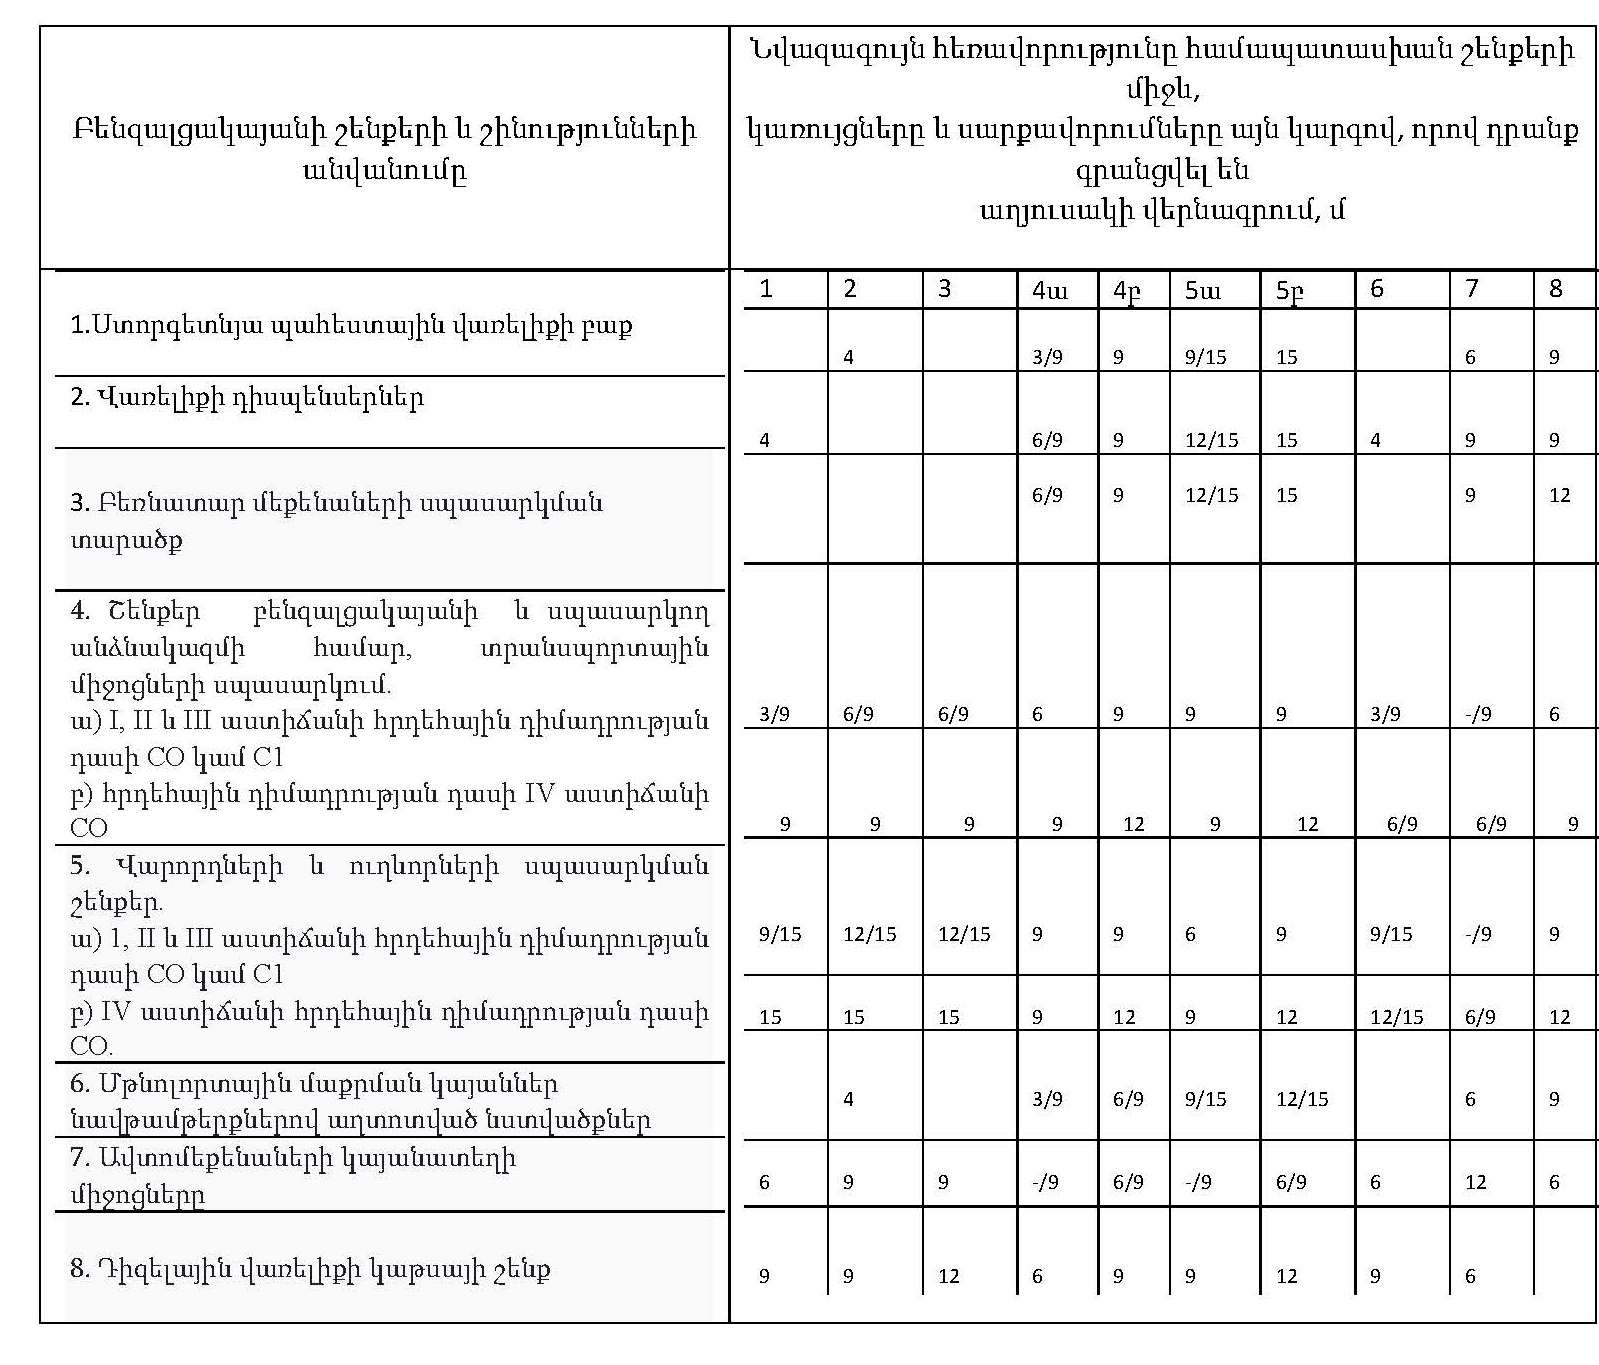 Բենզալցակայանի շենքերի և շինությունների
անվանումը
Նվազագույն հեռավորությունը համապատասխան շենքերի
միջև,
կառույցները և սարքավորումները այն կարգով, որով դրանք
գրանցվել են
աղյուսակի վերնագրում, մ
1 2 3 4ա 4բ 5ա 5բ 6 7 8
1.Ստորգետնյա պահեստային վառելիքի բաք
4 3/9 9 9/15 15 6 9
2. Վառելիքի դիսպենսերներ
4 6/9 9 12/15 15 4 9 9
3. Բեռնատար մեքենաների սպասարկման
տարածք
6/9 9 12/15 15 9 12
4. Շենքեր բենզալցակայանի և սպասարկող
անձնակազմի համար, տրանսպորտային
միջոցների սպասարկում.
ա) I, II և III աստիճանի հրդեհային դիմադրության
դասի CO կամ C1
3/9 6/9 6/9 6 9 9 9 3/9 -/9 6
բ) հրդեհային դիմադրության դասի IV աստիճանի
CO
9 9 9 9 12 9 12 6/9 6/9 9
5. Վարորդների և ուղևորների սպասարկման
շենքեր.
ա) 1, II և III աստիճանի հրդեհային դիմադրության
դասի CO կամ C1
9/15 12/15 12/15 9 9 6 9 9/15 -/9 9
բ) IV աստիճանի հրդեհային դիմադրության դասի
CO.
15 15 15 9 12 9 12 12/15 6/9 12
6. Մթնոլորտային մաքրման կայաններ
նավթամթերքներով աղտոտված նստվածքներ
4 3/9 6/9 9/15 12/15 6 9
7. Ավտոմեքենաների կայանատեղի
միջոցները
6 9 9 -/9 6/9 -/9 6/9 6 12 6
8. Դիզելային վառելիքի կաթսայի շենք
9 9 12 6 9 9 12 9 6